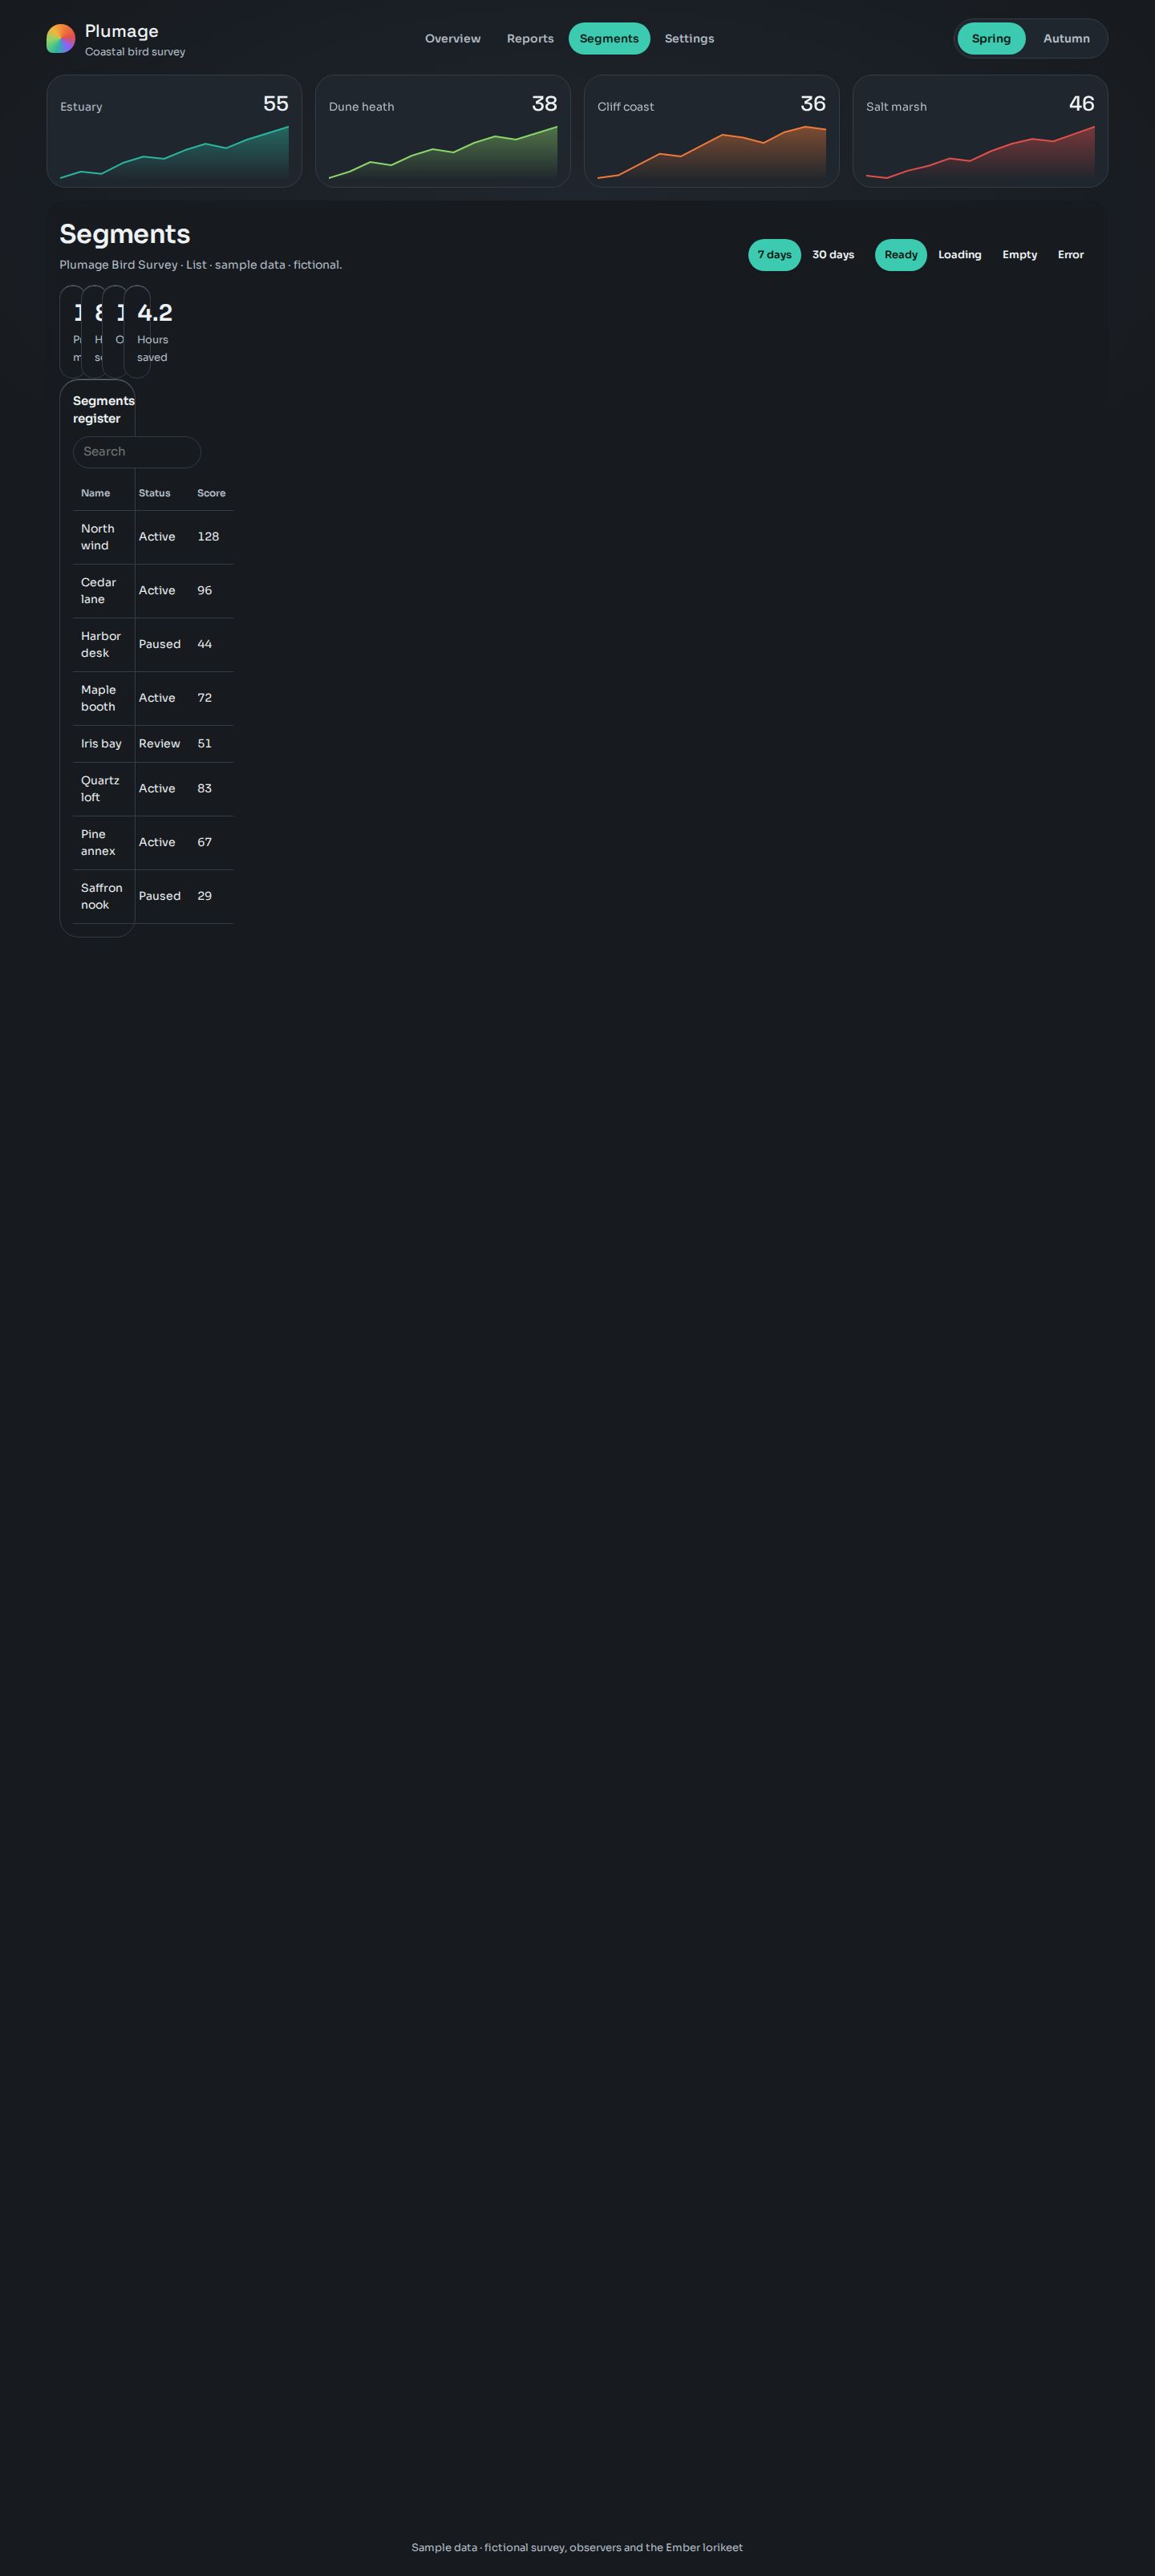 Plumage
Coastal bird survey
Overview Reports Segments Settings
Spring Autumn
Estuary 55
Dune heath 38
Cliff coast 36
Salt marsh 46
Segments
Plumage Bird Survey · List · sample data · fictional.
7 days 30 days Ready Loading Empty Error
4.2
Hours
saved
Segments
register
Search
Name Status Score
North
wind
Active 128
Cedar
lane
Active 96
Harbor
desk
Paused 44
Maple
booth
Active 72
Iris bay Review 51
Quartz
loft
Active 83
Pine
annex
Active 67
Saffron
nook
Paused 29
Sample data · fictional survey, observers and the Ember lorikeet